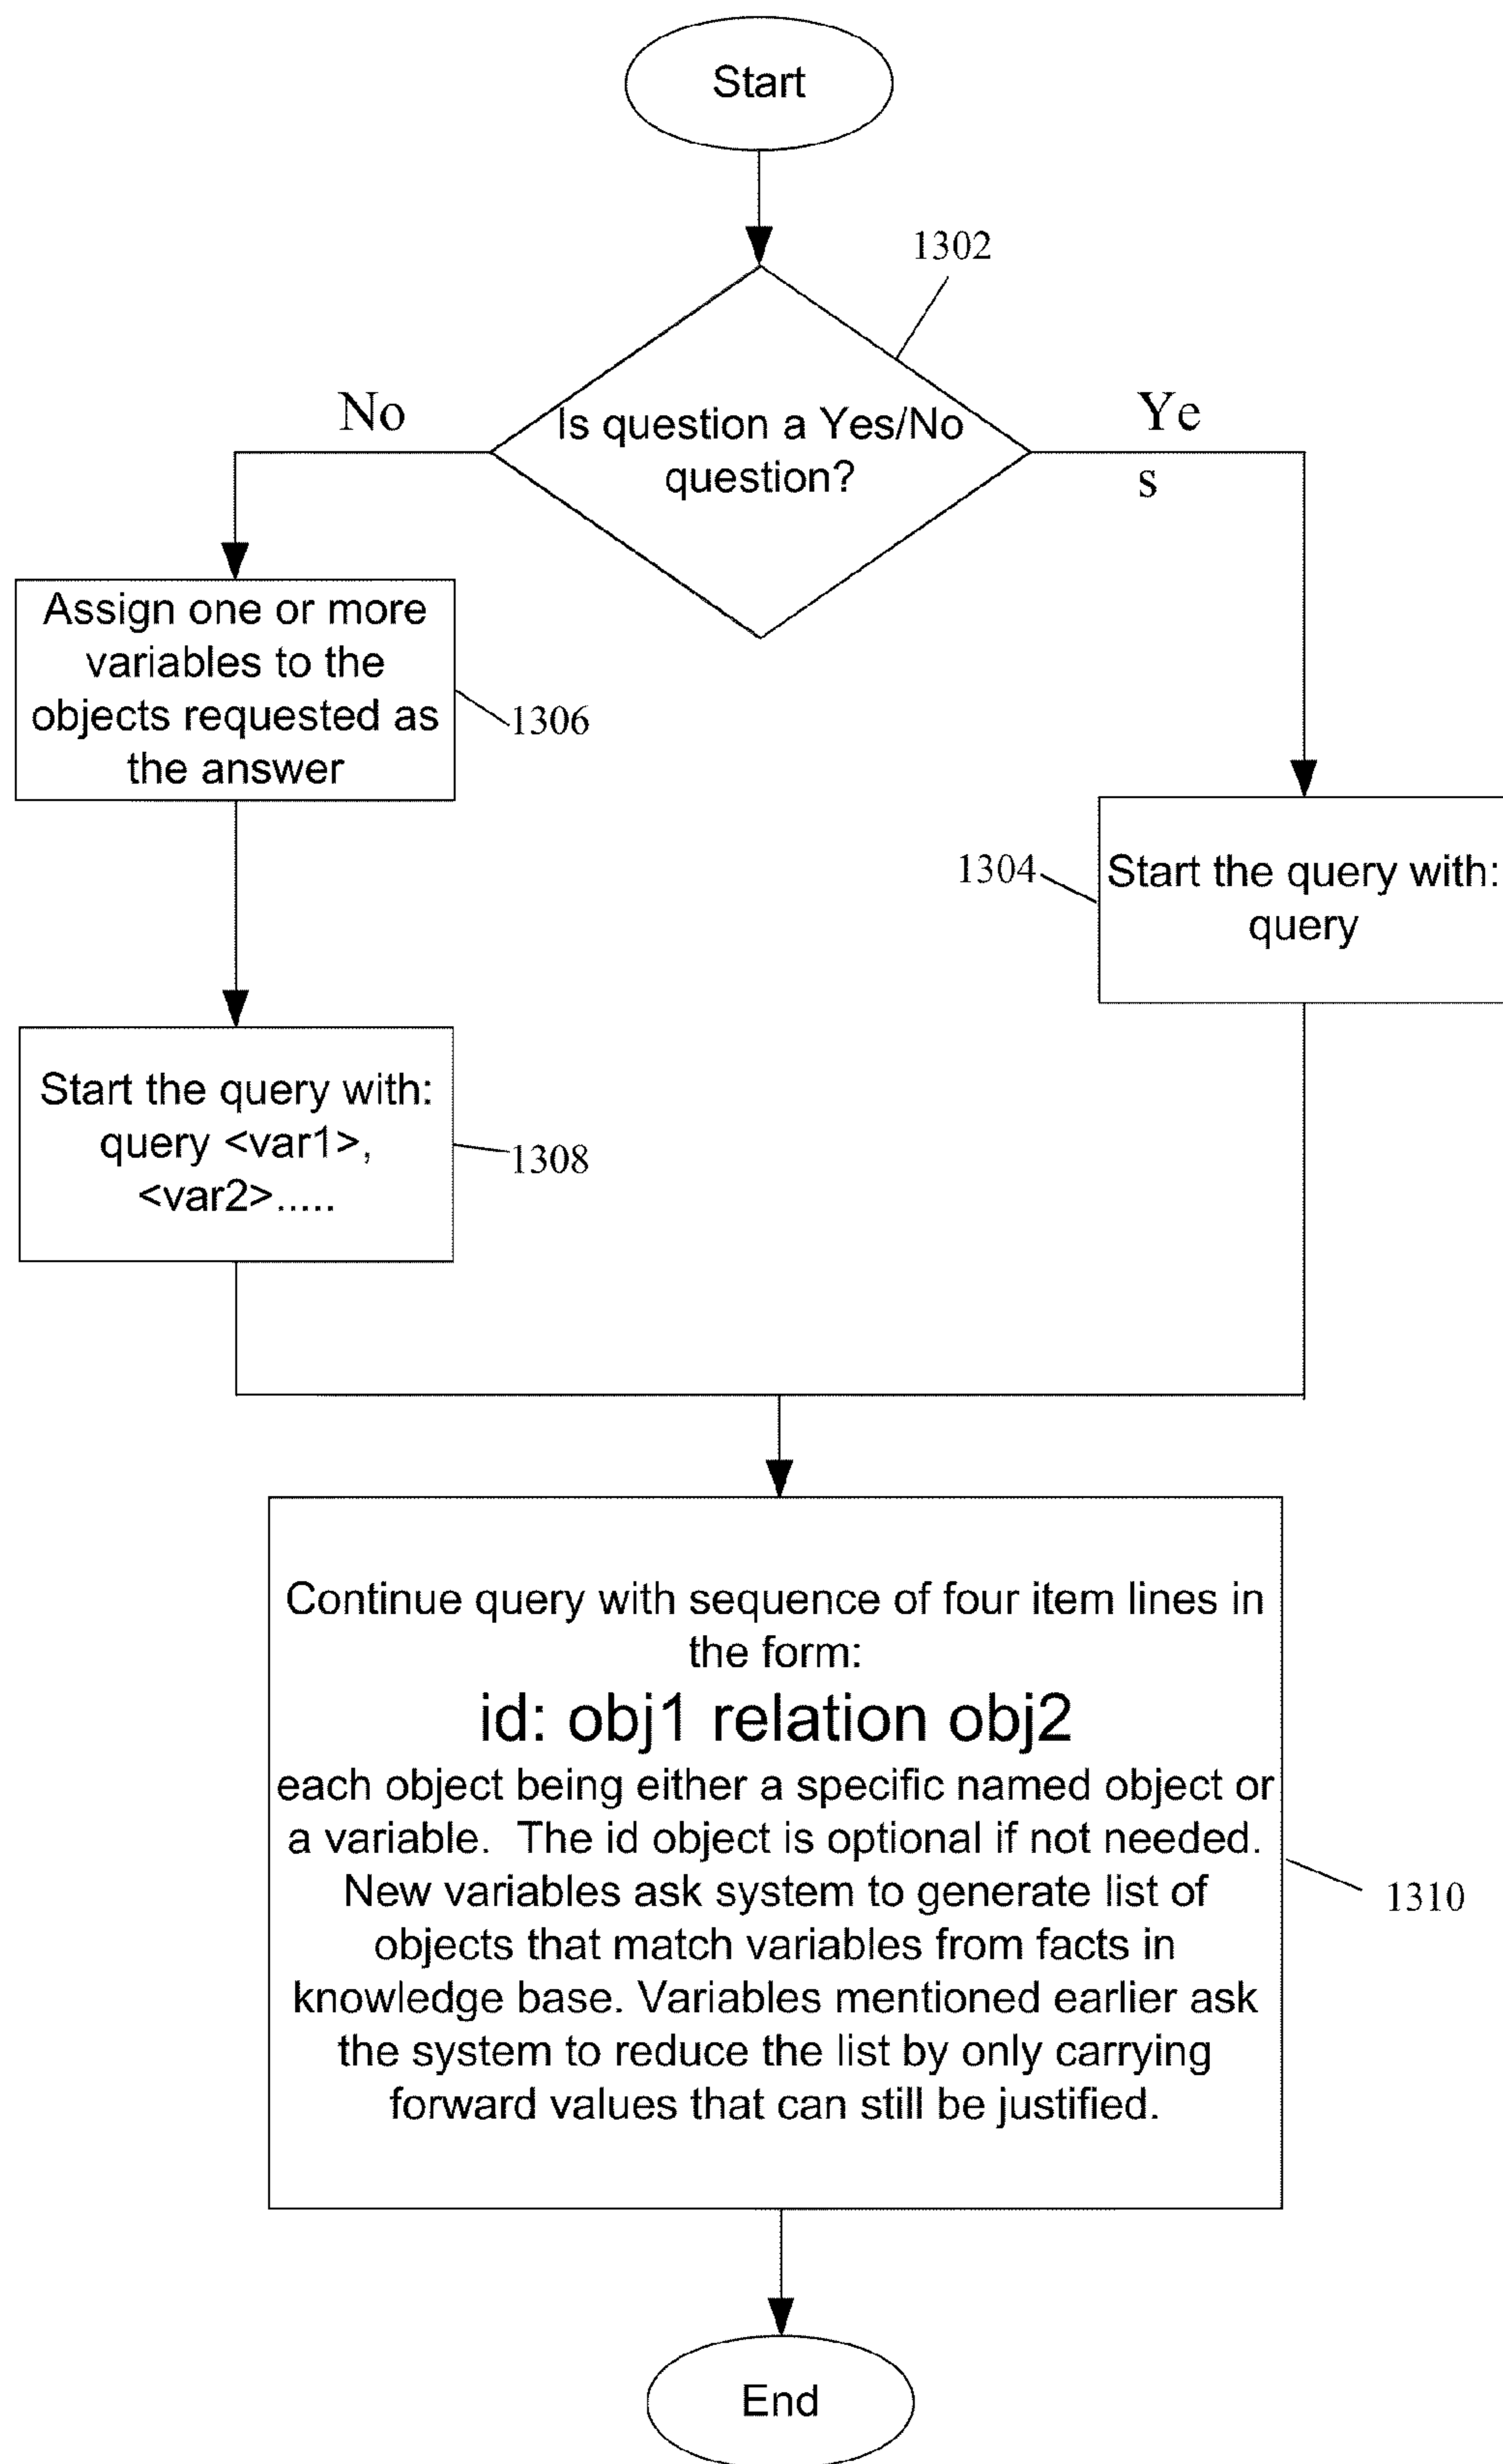 Start
1302
No
Is question a Yes/No
question?
Ye
s
Assign one or more
variables to the
objects requested as
the answer
1306
1304
Start the query with:
query
Start the query with:
query <var1>,
<var2>.....
1308
Continue query with sequence of four item lines in
the form:
id: obj1 relation obj2
each object being either a specific named object or
a variable.  The id object is optional if not needed.
New variables ask system to generate list of
objects that match variables from facts in
knowledge base. Variables mentioned earlier ask
the system to reduce the list by only carrying
forward values that can still be justified.
1310
End